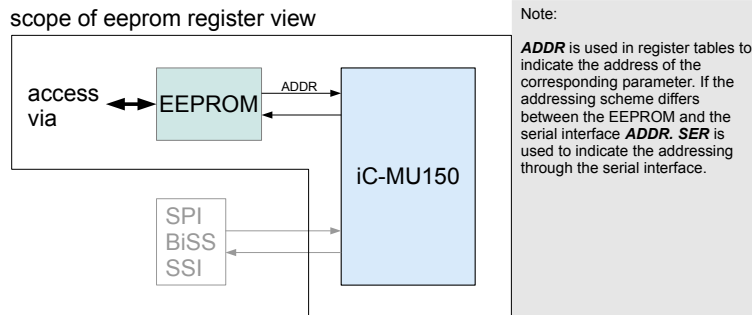 scope of eeprom register view
access
via
EEPROM
ADDR
iC-MU150
SPI
BiSS
SSI
Note:
ADDR is used in register tables to
indicate the address of the
corresponding parameter. If the
addressing scheme differs
between the EEPROM and the
serial interface ADDR. SER is
used to indicate the addressing
through the serial interface.